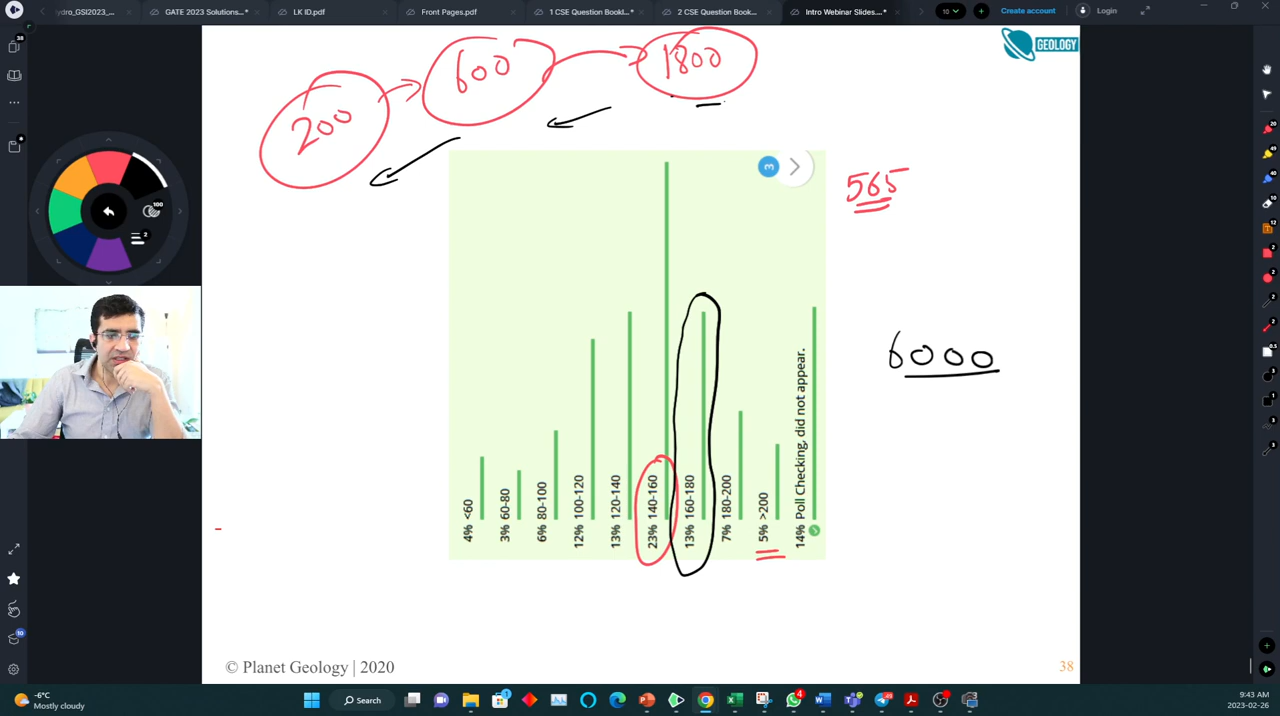 GATE 2023 Solutions...*
LK ID.pdf
Front Pages.pdf
1 CSE Question Bookl...*
2 CSE Question Book...
Intro Webinar Slides...*
10
Create account
Login
GEOLOGY
200
600
1800
3
565
6000
4% <60
3% 60-80
6% 80-100
12% 100-120
13% 120-140
23% 140-160
13% 160-180
7% 180-200
5% >200
14% Poll Checking, did not appear.
© Planet Geology | 2020
38
-6°C
Mostly cloudy
Search
9:43 AM
2023-02-26